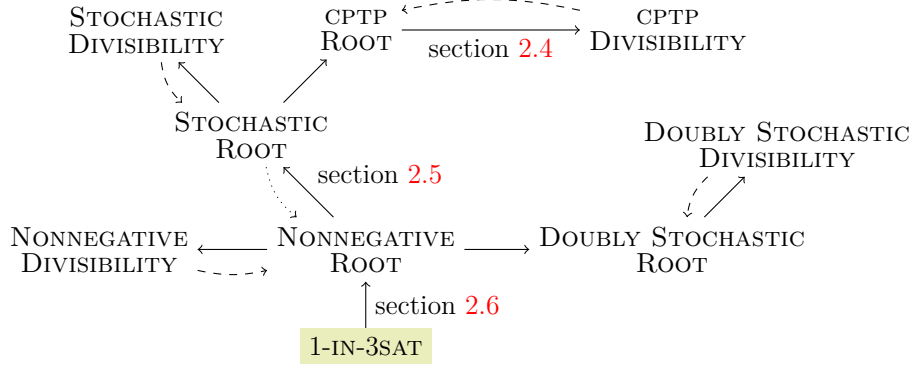 STOCHASTIC
DIVISIBILITY
CPTP
ROOT
section 2.4
CPTP
DIVISIBILITY
STOCHASTIC
ROOT
section 2.5
DOUBLY STOCHASTIC
DIVISIBILITY
NONNEGATIVE
DIVISIBILITY
NONNEGATIVE
ROOT
DOUBLY STOCHASTIC
ROOT
section 2.6
1-IN-3SAT